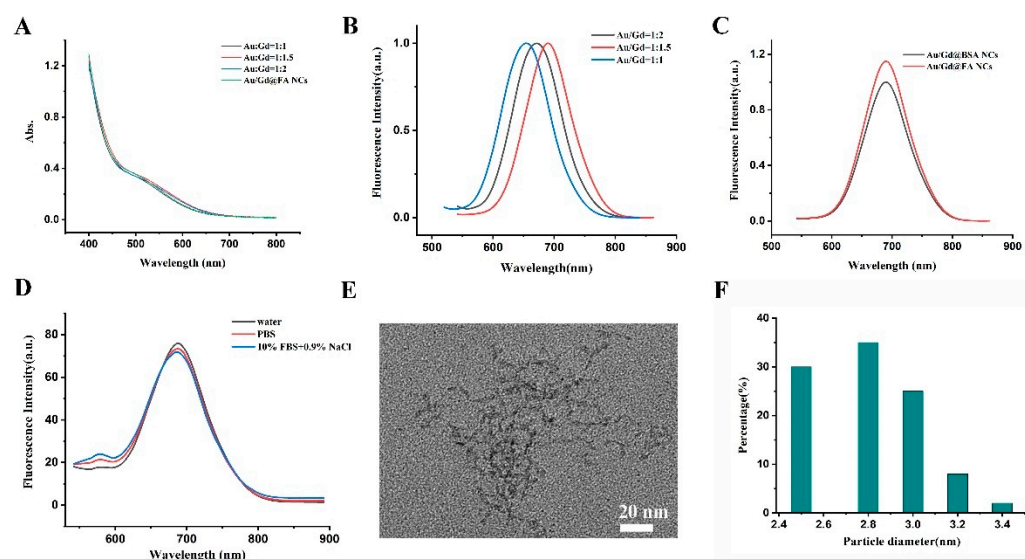 A
Au:Gd=1:1
Au:Gd=1:1.5
Au:Gd=1:2
Au/Gd@FA NCs
1.2
0.8
0.4
0.0
Abs.
400 500 600 700 800
Wavelength (nm)
B
Au/Gd=1:2
Au/Gd=1:1.5
Au/Gd=1:1
1.0
0.5
0.0
Fluorescence Intensity(a.u.)
500 600 700 800 900
Wavelength(nm)
C
Au/Gd@BSA NCs
Au/Gd@FA NCs
1.2
0.9
0.6
0.3
0.0
Fluorescence Intensity(a.u.)
500 600 700 800 900
Wavelength(nm)
D
water
PBS
10% FBS+0.9% NaCl
80
60
40
20
0
Fluorescence Intensity(a.u.)
600 700 800 900
Wavelength (nm)
E
20 nm
F
40
30
20
10
0
Percentage(%)
2.4 2.6 2.8 3.0 3.2 3.4
Particle diameter(nm)